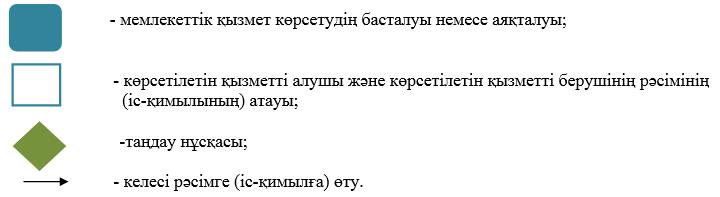 - мемлекеттік қызмет көрсетудің басталуы немесе аяқталуы;
- көрсетілетін қызметті алушы және көрсетілетін қызметті берушінің рәсімінің
(іс-қимылының) атауы;
-таңдау нұсқасы;
- келесі рәсімге (іс-қимылға) өту.